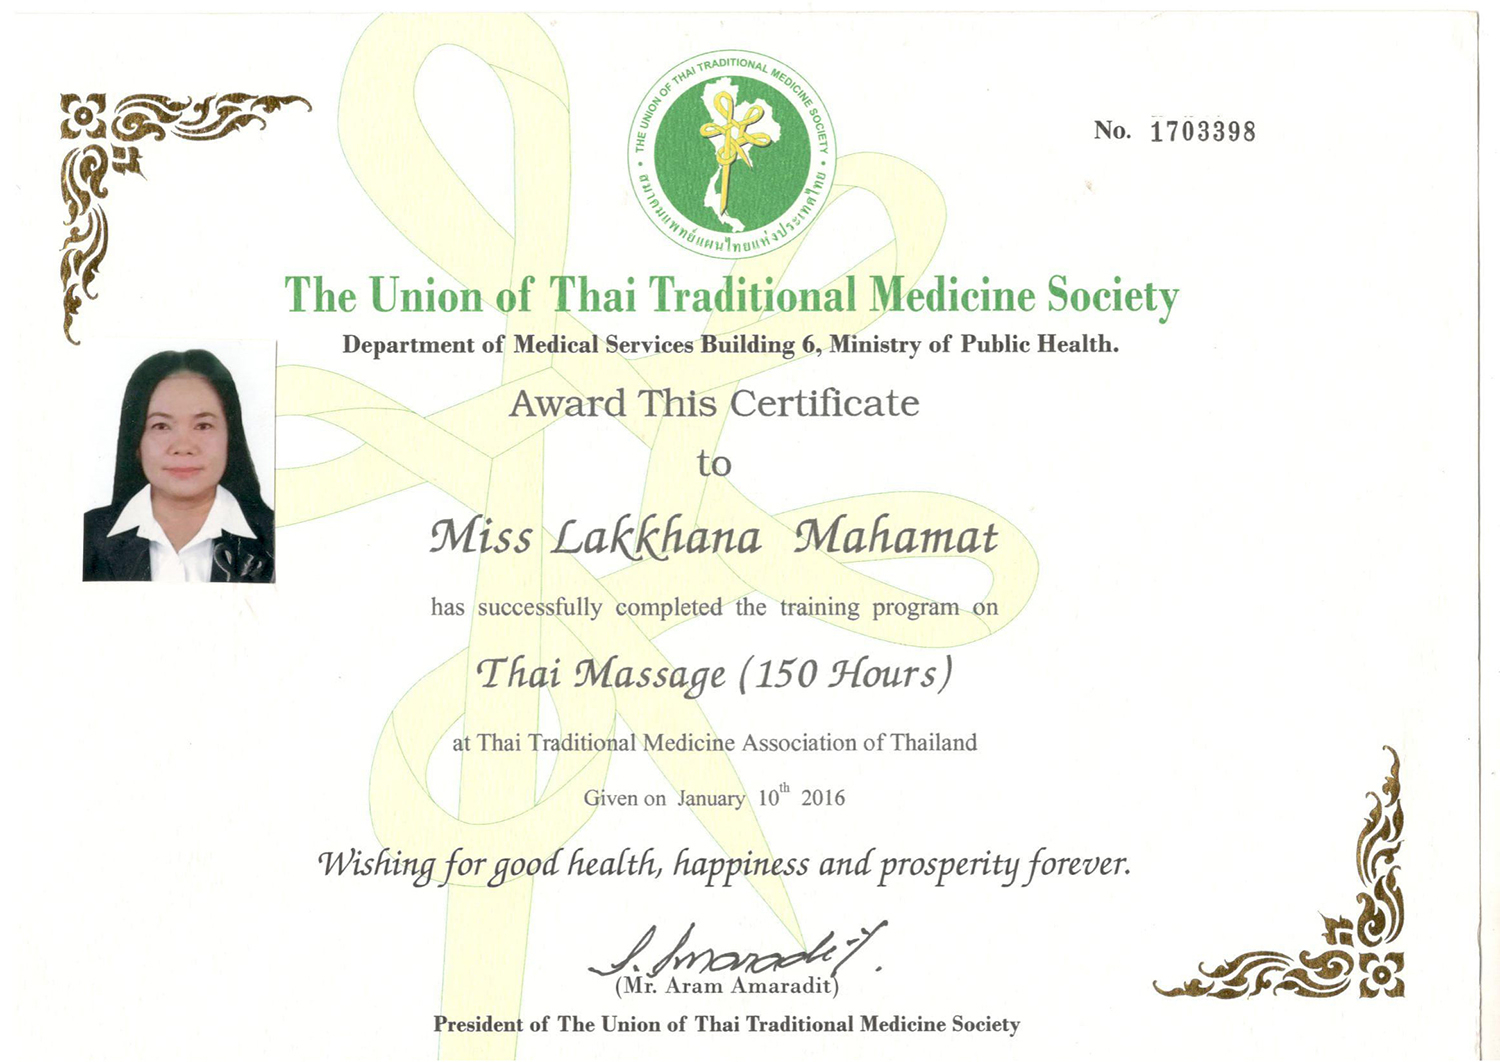 THE UNION OF THAI TRADITIONAL MEDICINE SOCIETY
สมาคมแพทย์แผนไทยแห่งประเทศไทย
No. 1703398
The Union of Thai Traditional Medicine Society
Department of Medical Services Building 6, Ministry of Public Health.
Award This Certificate
to
Miss Lakkhana Mahamat
has successfully completed the training program on
Thai Massage (150 Hours)
at Thai Traditional Medicine Association of Thailand
Given on January 10th 2016
Wishing for good health, happiness and prosperity forever.
(Mr. Aram Amaradit)
President of The Union of Thai Traditional Medicine Society